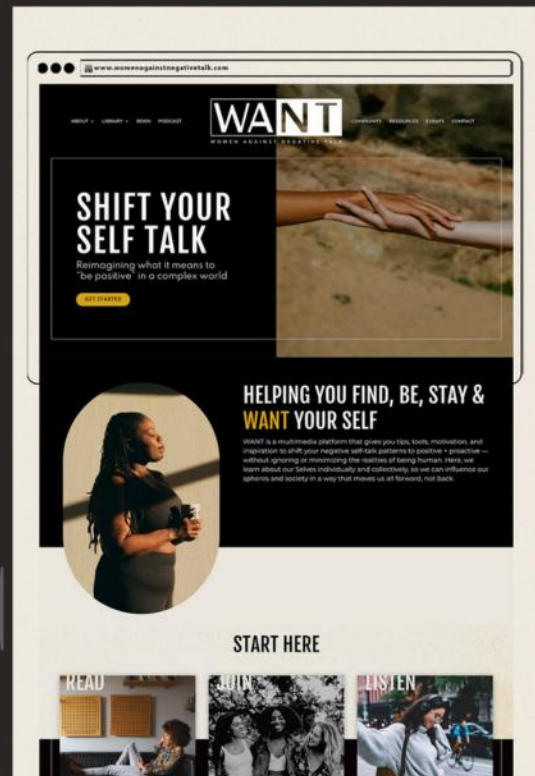 www.womenagainstnegativetalk.com
ABOUT LIBRARY BOOK PODCAST
WANT
WOMEN AGAINST NEGATIVE TALK
COMMUNITY RESOURCES EVENTS CONTACT
SHIFT YOUR
SELF TALK
Reimagining what it means to
"be positive" in a complex world
GET STARTED
HELPING YOU FIND, BE, STAY &
WANT YOUR SELF
WANT is a multimedia platform that gives you tips, tools, motivation, and
inspiration to shift your negative self-talk patterns to positive + proactive —
without ignoring or minimizing the realities of being human. Here, we
learn about our Selves individually and collectively, so we can influence our
spheres and society in a way that moves us all forward, not back.
START HERE
READ
JOIN
LISTEN